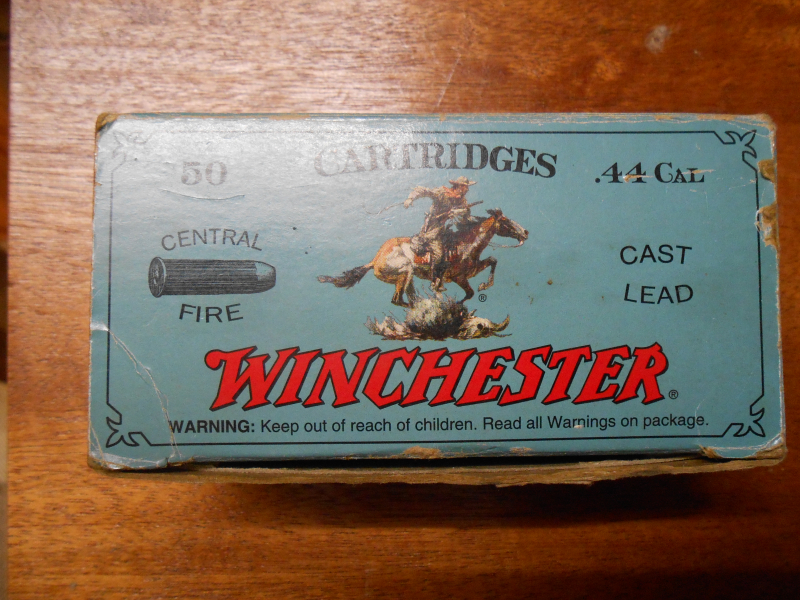 50 CARTRIDGES .44 CAL
CENTRAL
FIRE
CAST
LEAD
®
WINCHESTER®
WARNING: Keep out of reach of children. Read all Warnings on package.